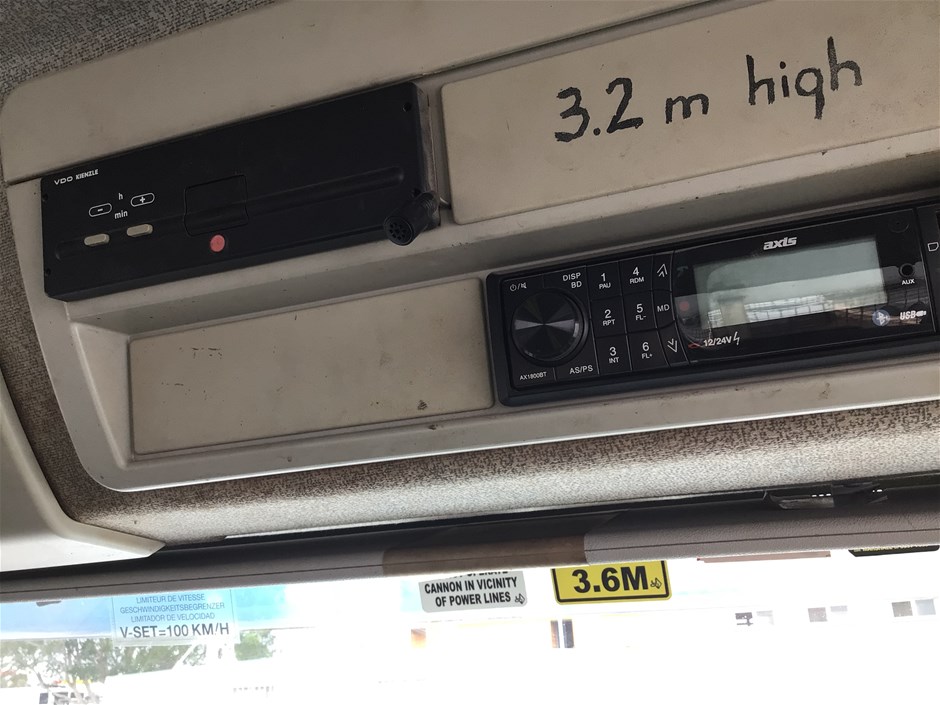 3.2 m high
VDO KIENZLE
h
- +
min
axis
DISP
BD
1
PAU
4
RDM
2
RPT
5
FL-
MD
3
INT
6
FL+
AS/PS
AX1800BT
12/24V
AUX
USB
CANNON IN VICINITY
OF POWER LINES
3.6M
LIMITEUR DE VITESSE
GESCHWINDIGKEITSBEGRENZER
LIMITADOR DE VELOCIDAD
V-SET=100 KM/H